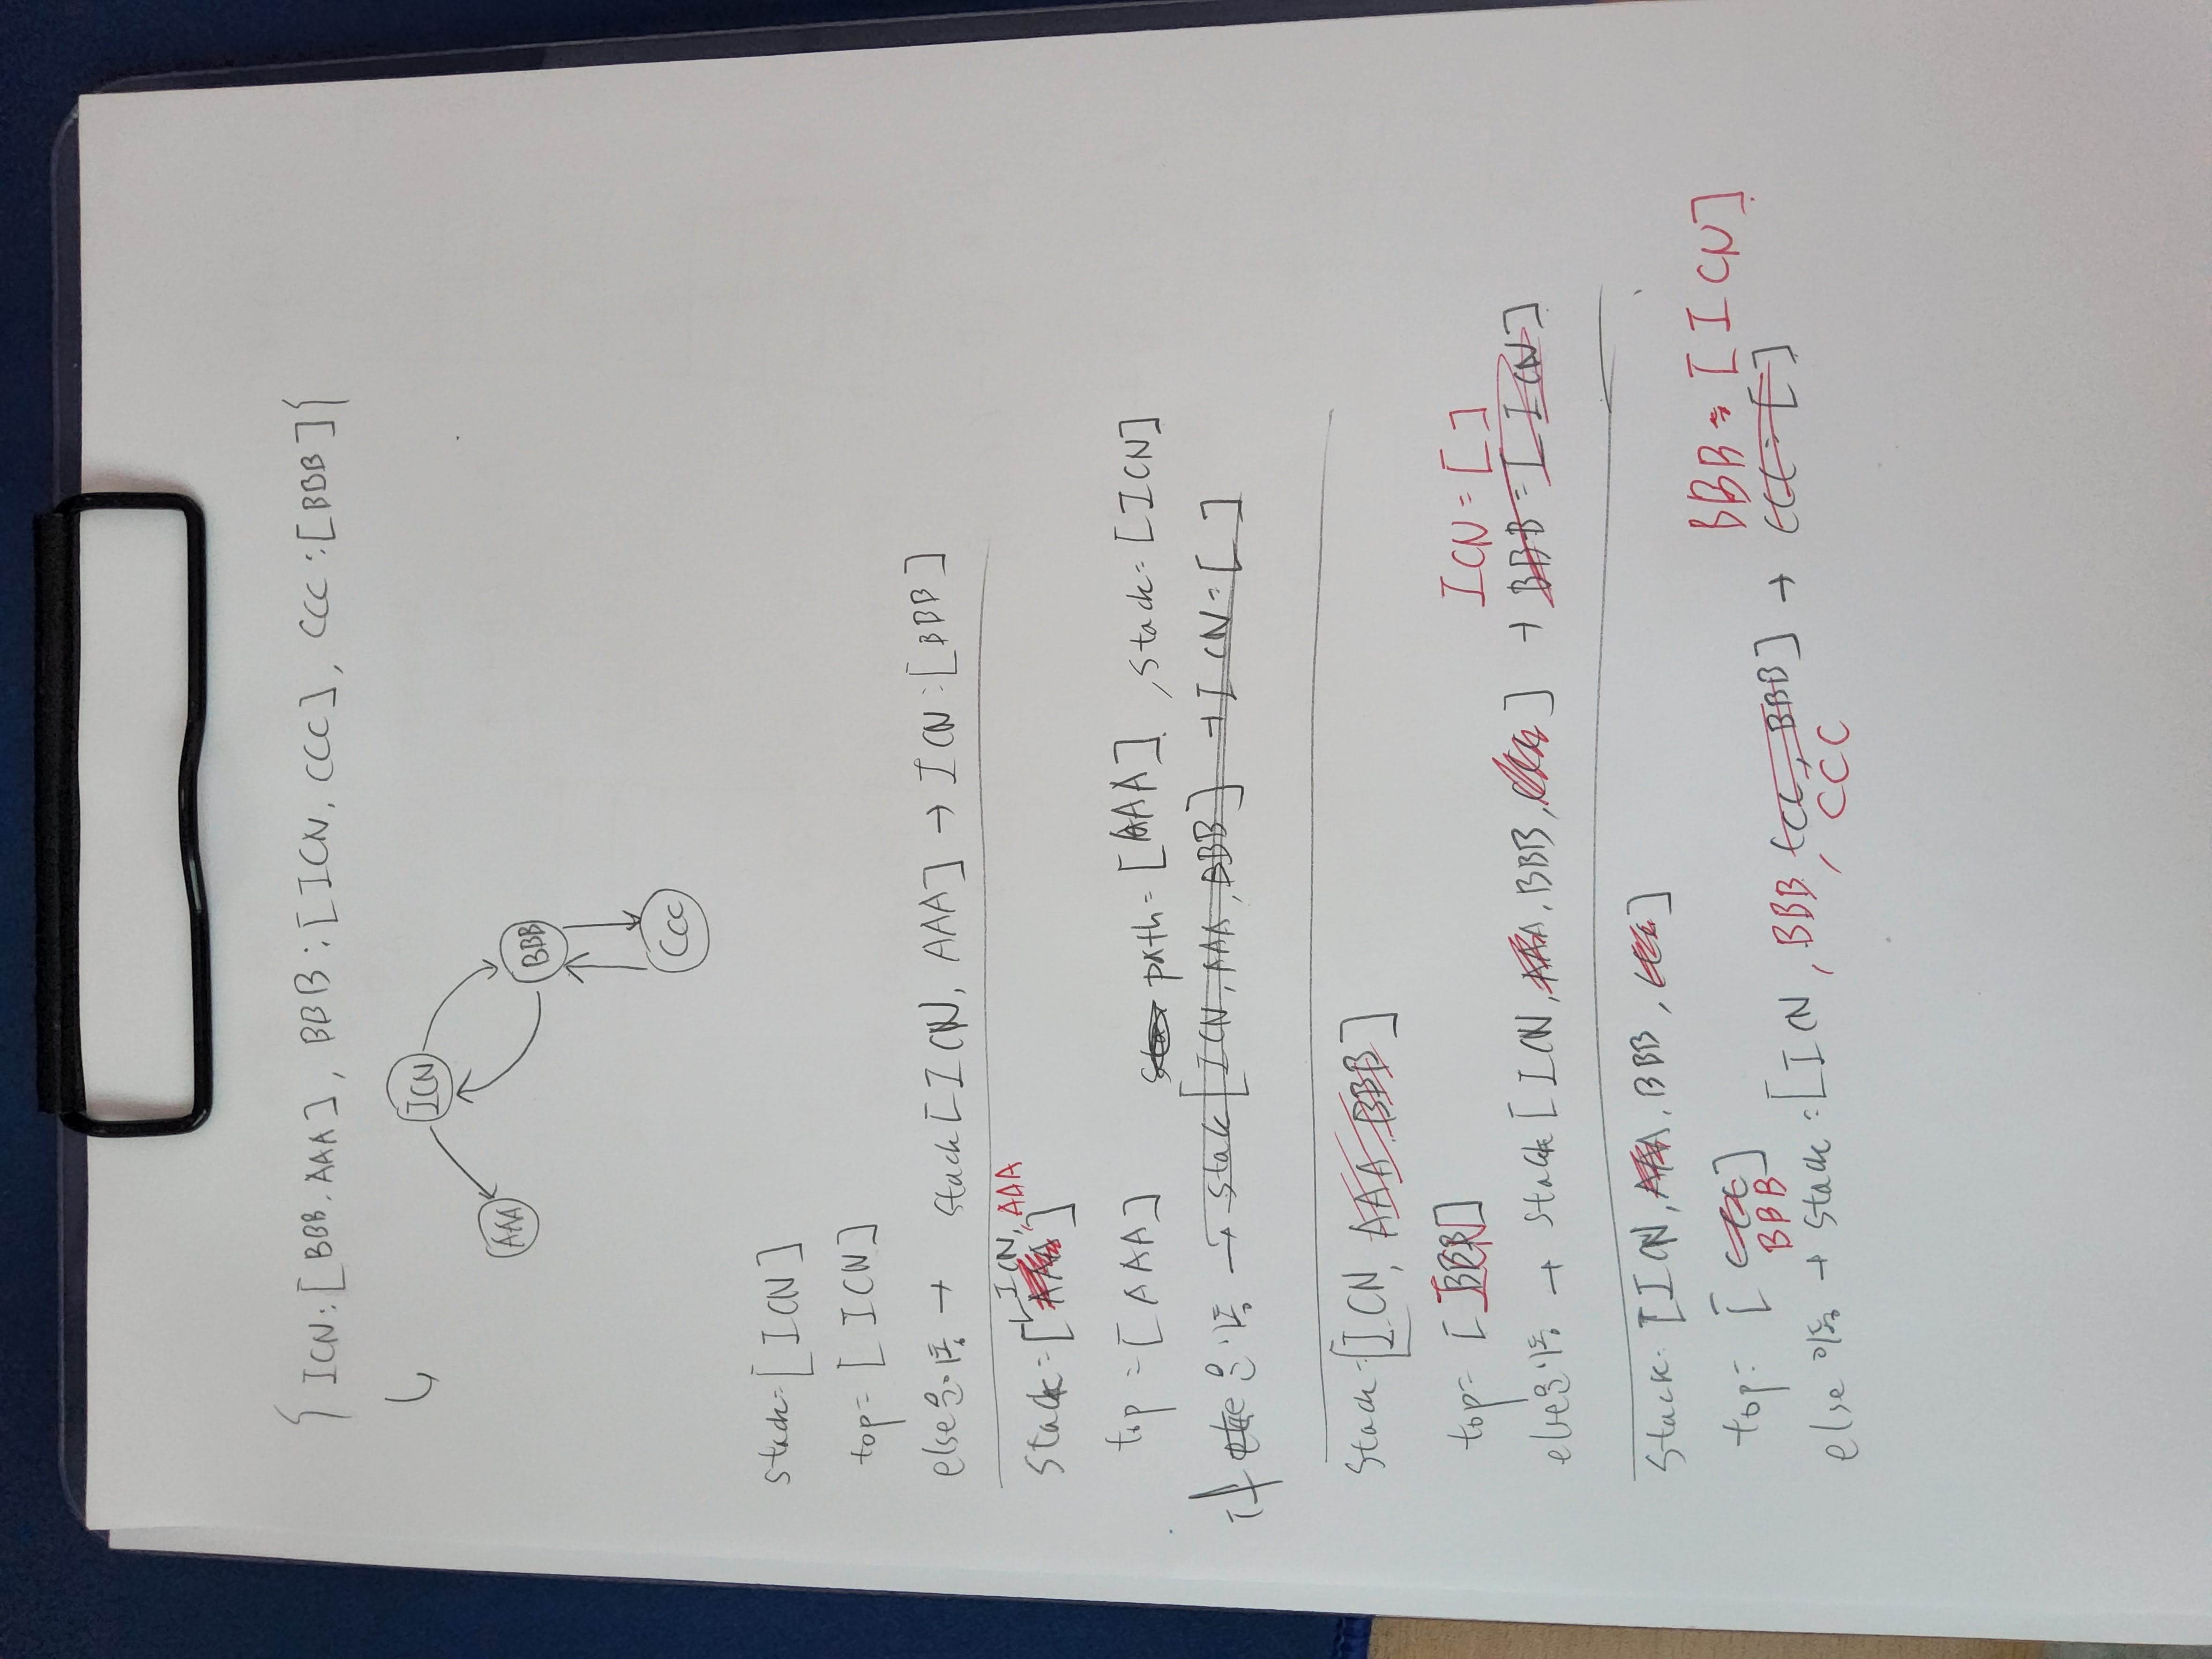 { ICN:[BBB, AAA], BBB:[ICN, CCC], CCC:[BBB] }
ICN
AAA
BBB
CCC
stack=[ICN]
top=[ICN]
else문 이동 → stack[ICN, AAA] → ICN:[BBB]
ICN, AAA
stack=[AAA]
top=[AAA] path=[AAA], stack=[ICN]
if else 문 이동 → stack[ICN, AAA, BBB] → ICN=[ ]
stack=[ICN, AAA, BBB]
ICN=[ ]
top=[ICN]
else문 이동 → stack[ICN, AAA, BBB, CCC] → BBB=[ICN]
stack=[ICN, AAA, BBB, CCC]
BBB=[ICN]
top=[CCC]
BBB
else 이동 → stack=[ICN, BBB, CCC, BBB] → CCC=[ ]
CCC